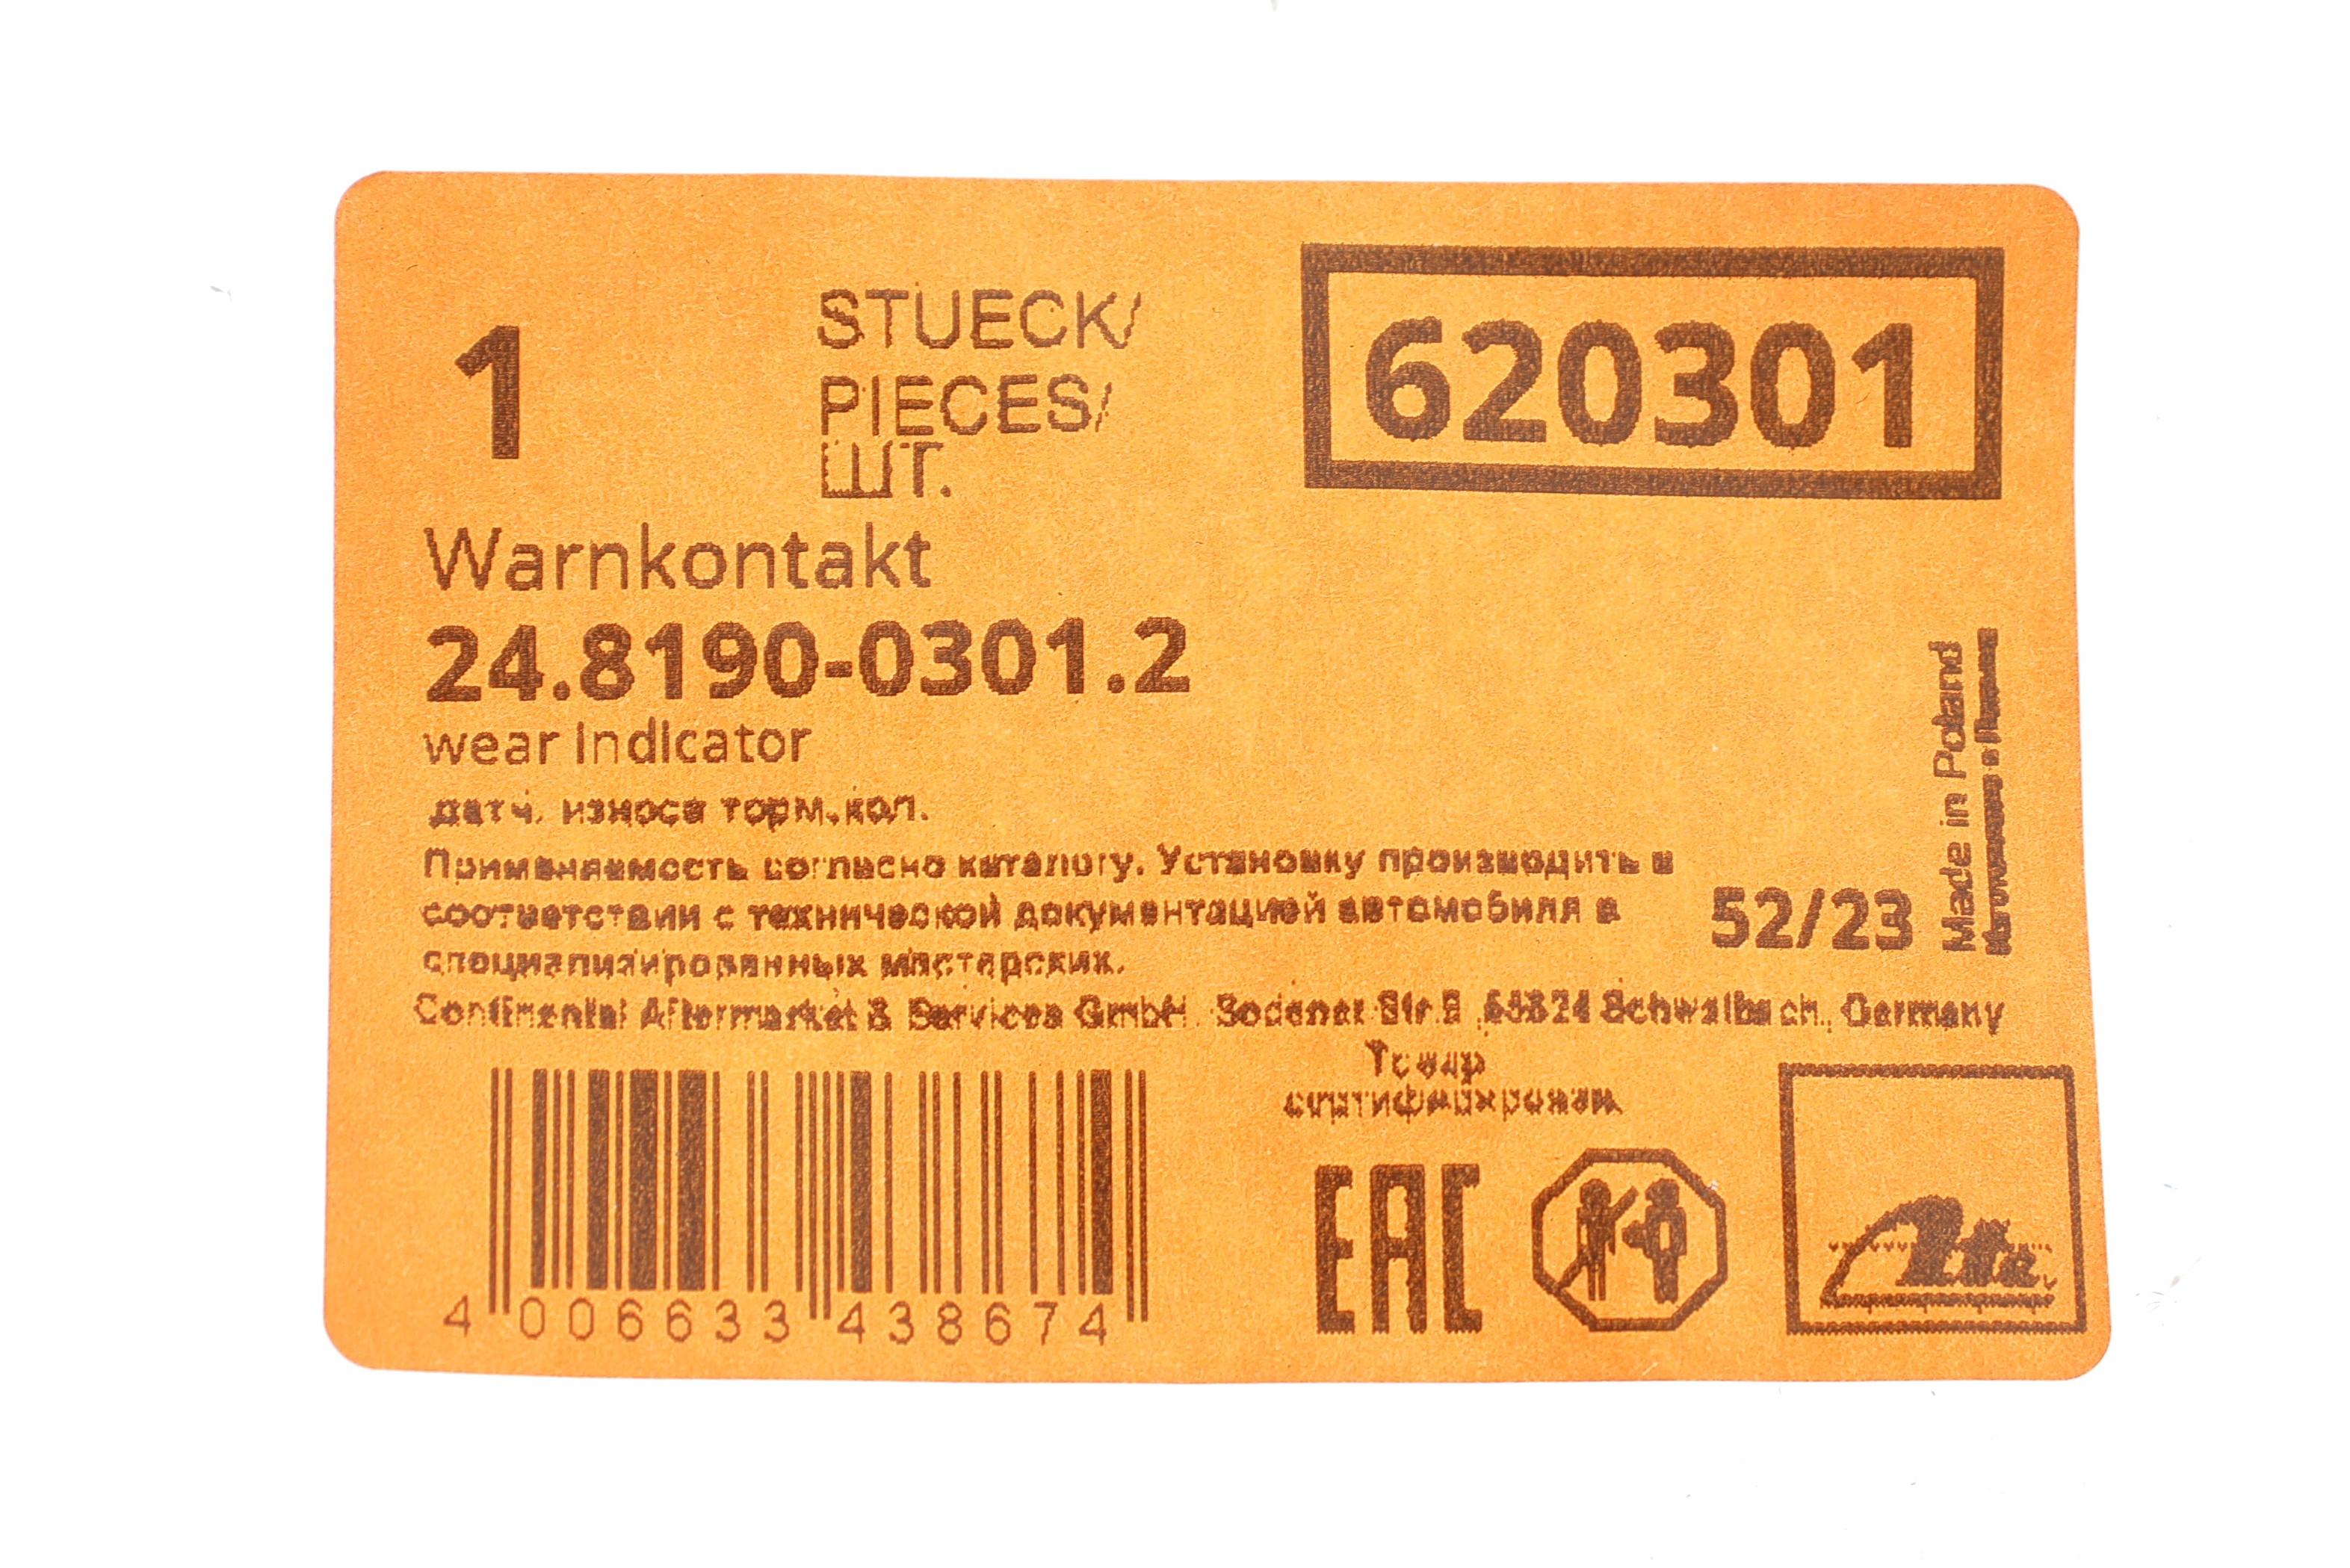 1
STUECK/
PIECES/
ШТ.
620301
Warnkontakt
24.8190-0301.2
wear indicator
датч. износа торм.кол.
Применяемость согласно каталогу. Установку производить в
соответствии с технической документацией автомобиля в
специализированных мастерских.
52/23
Made in Poland
Continental Aftermarket & Services GmbH Sodener Str.9 ,65824 Schwalbach, Germany
Товар
сертифицирован
4 006633 438674
EAC
Ate